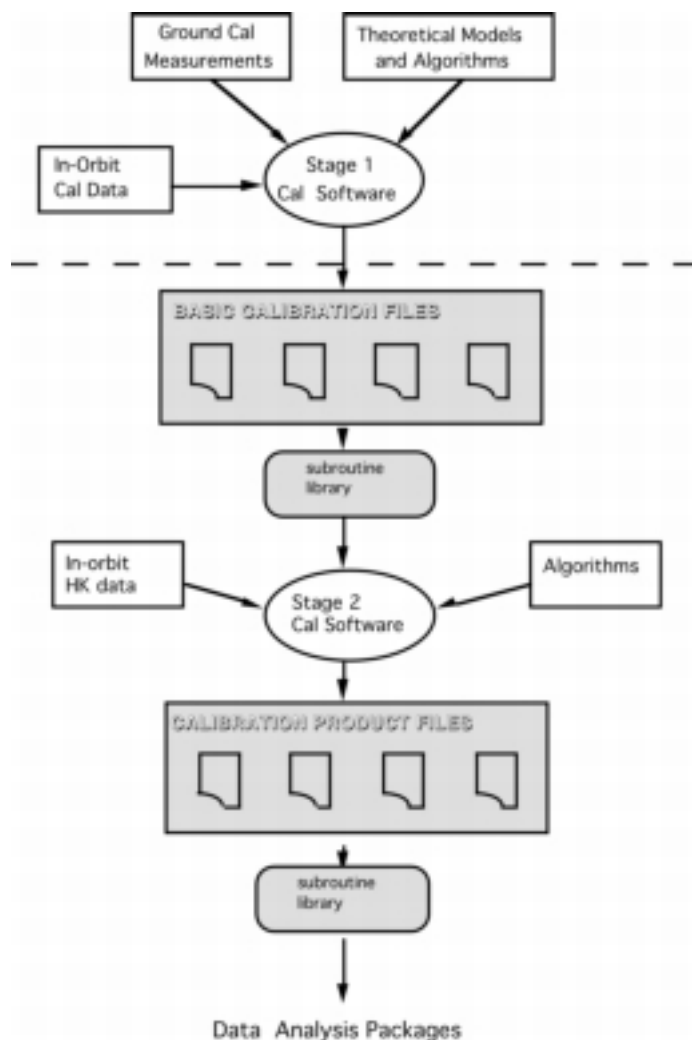 Ground Cal
Measurements
Theoretical Models
and Algorithms
In-Orbit
Cal Data
Stage 1
Cal Software
BASIC CALIBRATION FILES
subroutine
library
In-orbit
HK data
Algorithms
Stage 2
Cal Software
CALIBRATION PRODUCT FILES
subroutine
library
Data Analysis Packages